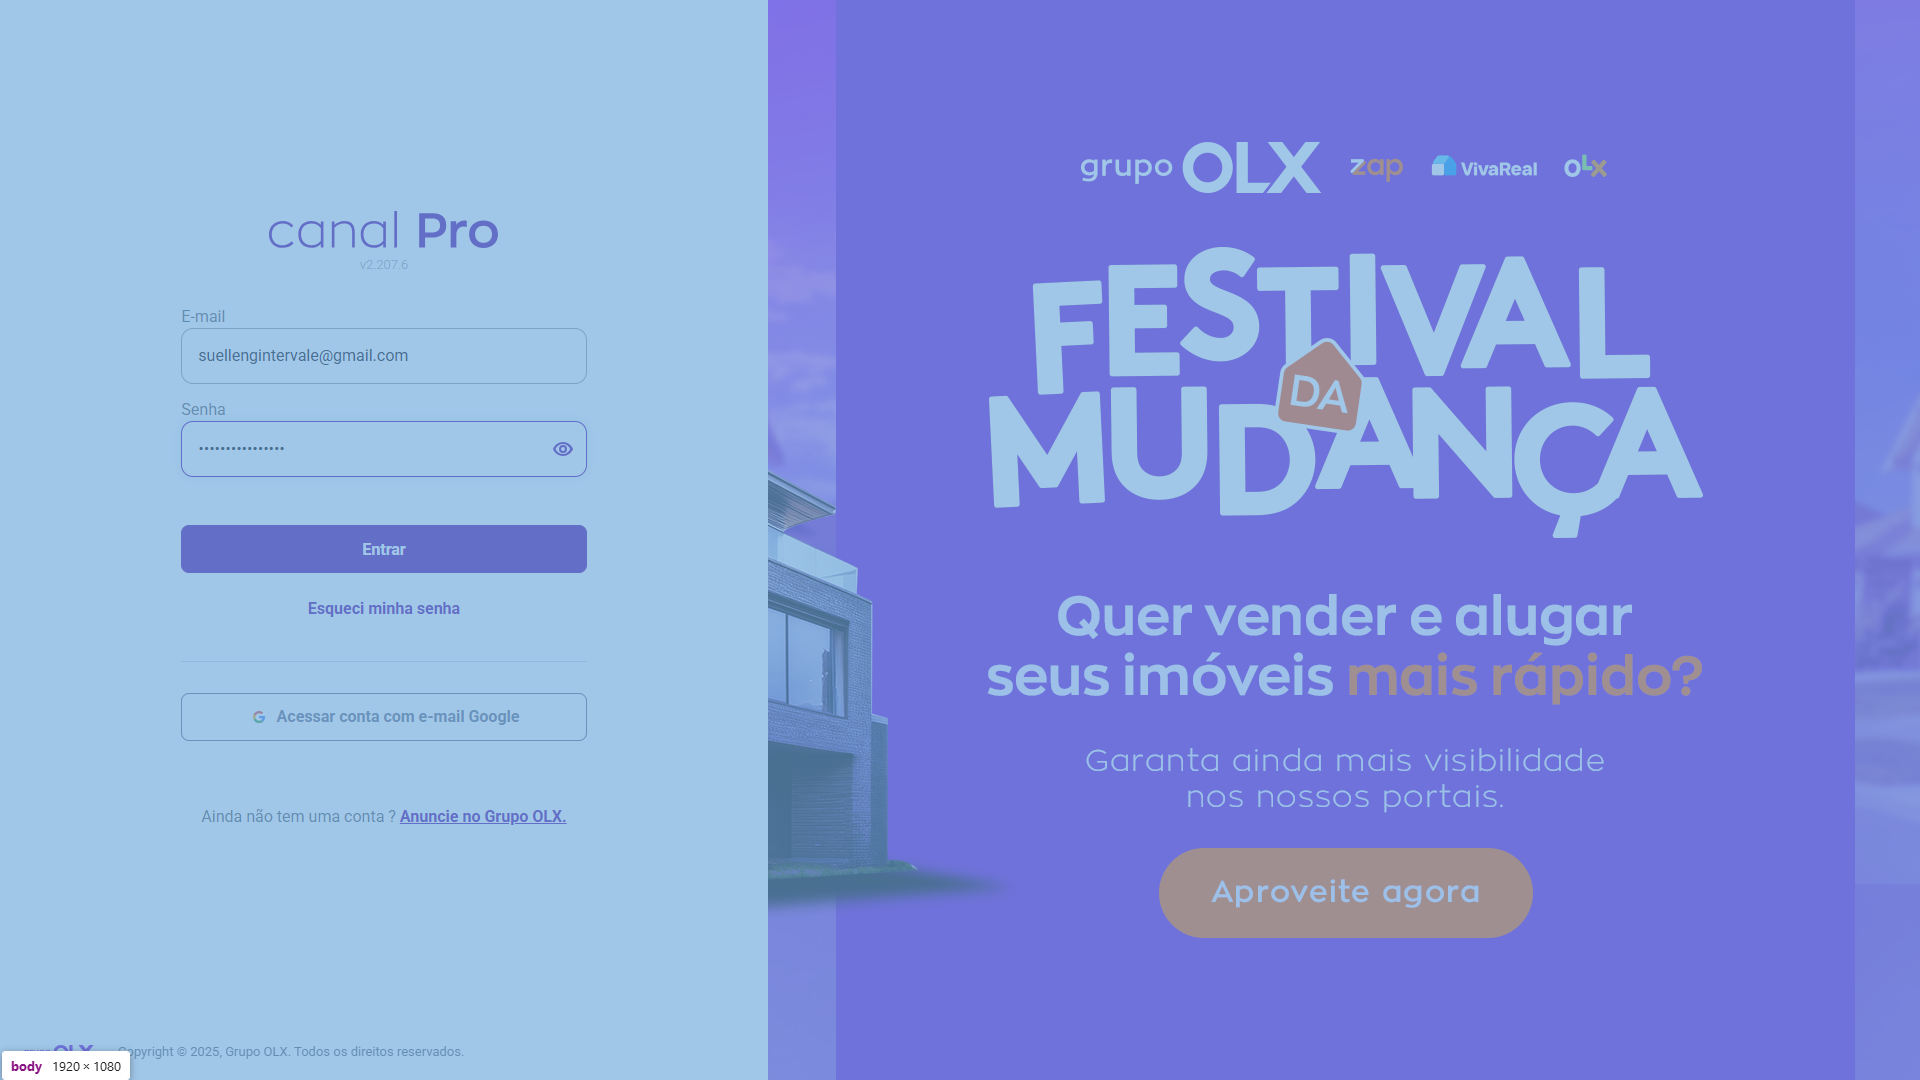 canal Pro
v2.207.6
E-mail
suellengintervale@gmail.com
Senha
••••••••••••••••
Entrar
Esqueci minha senha
Acessar conta com e-mail Google
Ainda não tem uma conta ? Anuncie no Grupo OLX.
OLX
Copyright © 2025, Grupo OLX. Todos os direitos reservados.
body 1920 × 1080
grupo OLX zap VivaReal OLX
FESTIVAL
DA
MUDANÇA
Quer vender e alugar
seus imóveis mais rápido?
Garanta ainda mais visibilidade
nos nossos portais.
Aproveite agora